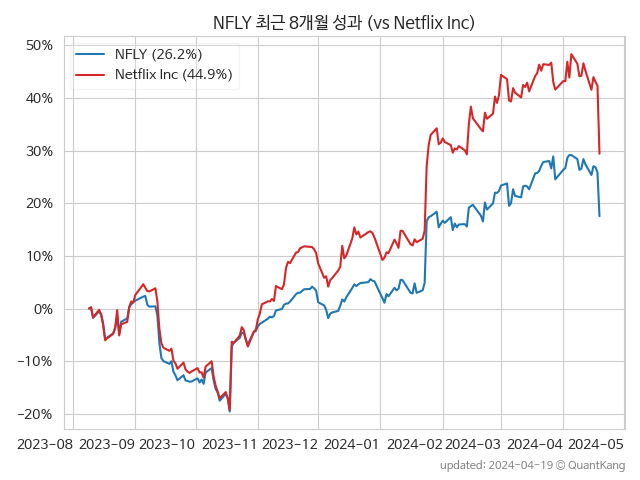 NFLY 최근 8개월 성과 (vs Netflix Inc)
NFLY (26.2%)
Netflix Inc (44.9%)
50%
40%
30%
20%
10%
0%
−10%
−20%
2023-08 2023-09 2023-10 2023-11 2023-12 2024-01 2024-02 2024-03 2024-04 2024-05
updated: 2024-04-19 © QuantKang